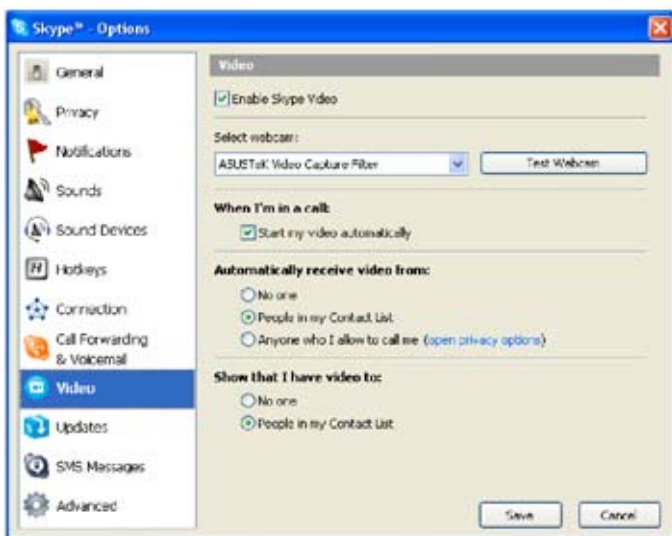 Skype™ - Options
General
Privacy
Notifications
Sounds
Sound Devices
Hotkeys
Connection
Call Forwarding
& Voicemail
Video
Updates
SMS Messages
Advanced
Video
Enable Skype Video
Select webcam:
ASUSTeK Video Capture Filter
Test Webcam
When I'm in a call:
Start my video automatically
Automatically receive video from:
No one
People in my Contact List
Anyone who I allow to call me (open privacy options)
Show that I have video to:
No one
People in my Contact List
Save
Cancel